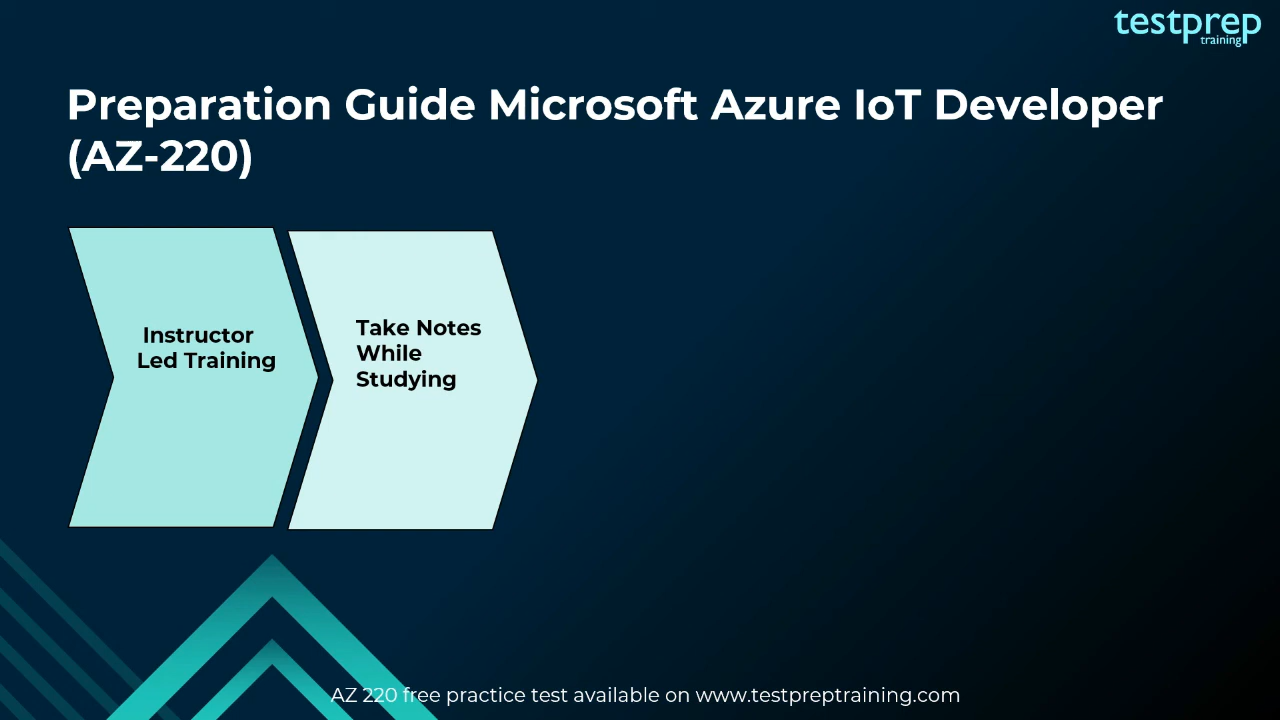 testprep
training
Preparation Guide Microsoft Azure IoT Developer
(AZ-220)
Instructor
Led Training
Take Notes
While
Studying
AZ 220 free practice test available on www.testpreptraining.com